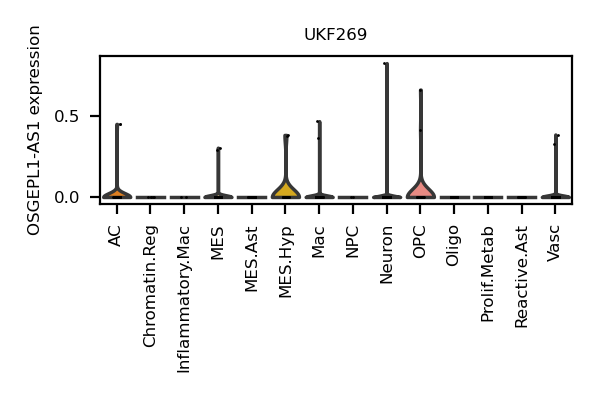 UKF269
OSGEPL1-AS1 expression
0.5
0.0
AC
Chromatin.Reg
Inflammatory.Mac
MES
MES.Ast
MES.Hyp
Mac
NPC
Neuron
OPC
Oligo
Prolif.Metab
Reactive.Ast
Vasc